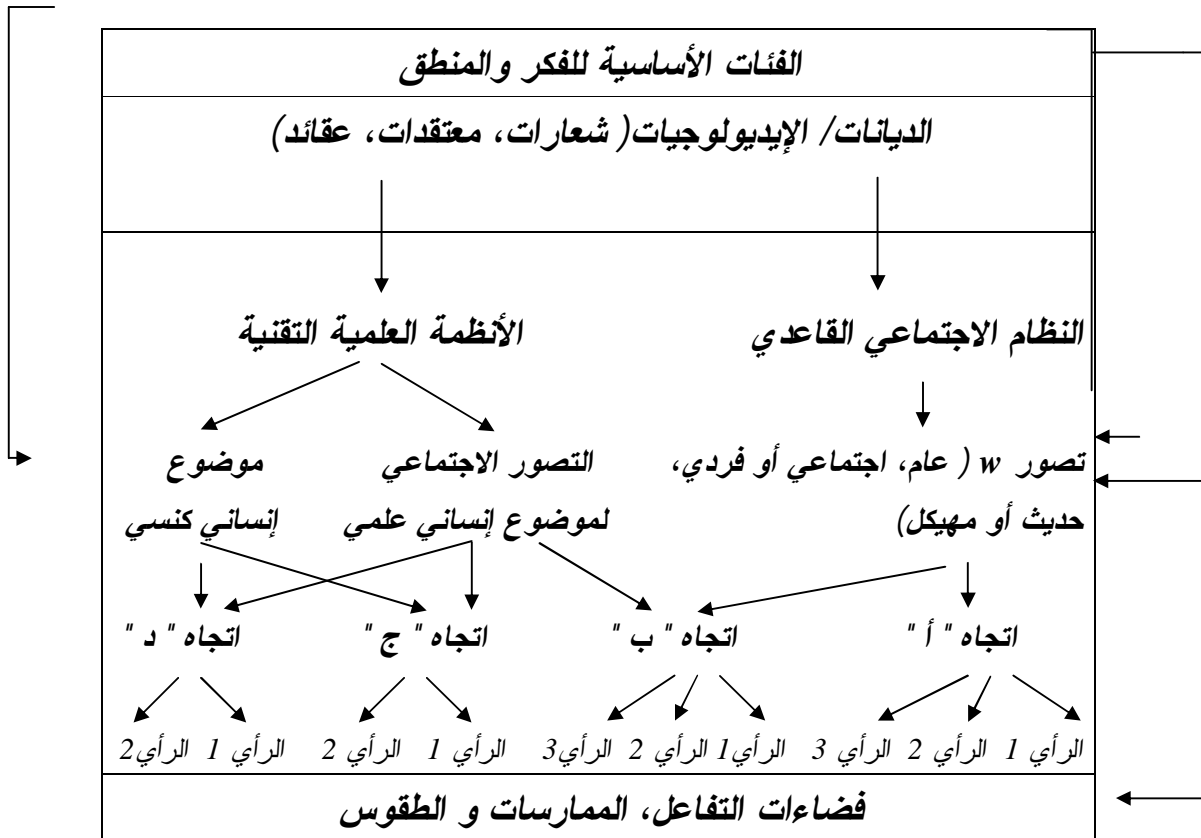 الفئات الأساسية للفكر والمنطق
الديانات/ الإيديولوجيات( شعارات، معتقدات، عقائد)
النظام الاجتماعي القاعدي الأنظمة العلمية التقنية
تصور w ( عام، اجتماعي أو فردي، التصور الاجتماعي موضوع
حديث أو مهيكل) لموضوع إنساني علمي إنساني كنسي
اتجاه " أ " اتجاه " ب " اتجاه " ج " اتجاه " د "
الرأي 1 الرأي 2 الرأي 3 الرأي1 الرأي 2 الرأي3 الرأي 1 الرأي 2 الرأي 1 الرأي2
فضاءات التفاعل، الممارسات و الطقوس